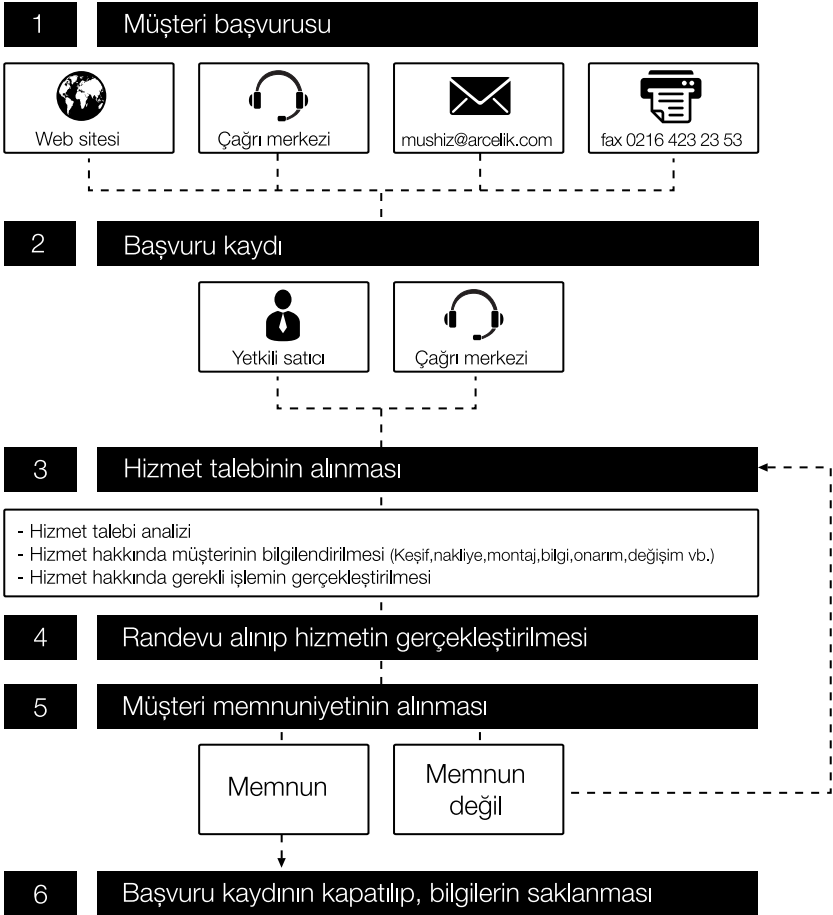 1 Müşteri başvurusu
Web sitesi
Çağrı merkezi
mushiz@arcelik.com
fax 0216 423 23 53
2 Başvuru kaydı
Yetkili satıcı
Çağrı merkezi
3 Hizmet talebinin alınması
- Hizmet talebi analizi
- Hizmet hakkında müşterinin bilgilendirilmesi (Keşif,nakliye,montaj,bilgi,onarım,değişim vb.)
- Hizmet hakkında gerekli işlemin gerçekleştirilmesi
4 Randevu alınıp hizmetin gerçekleştirilmesi
5 Müşteri memnuniyetinin alınması
Memnun
Memnun
değil
6 Başvuru kaydının kapatılıp, bilgilerin saklanması